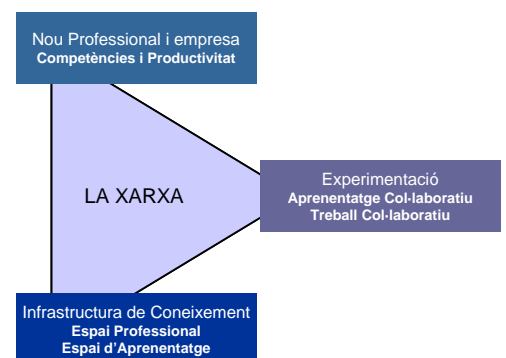 Nou Professional i empresa
Competències i Productivitat
LA XARXA
Experimentació
Aprenentatge Col·laboratiu
Treball Col·laboratiu
Infrastructura de Coneixement
Espai Professional
Espai d'Aprenentatge